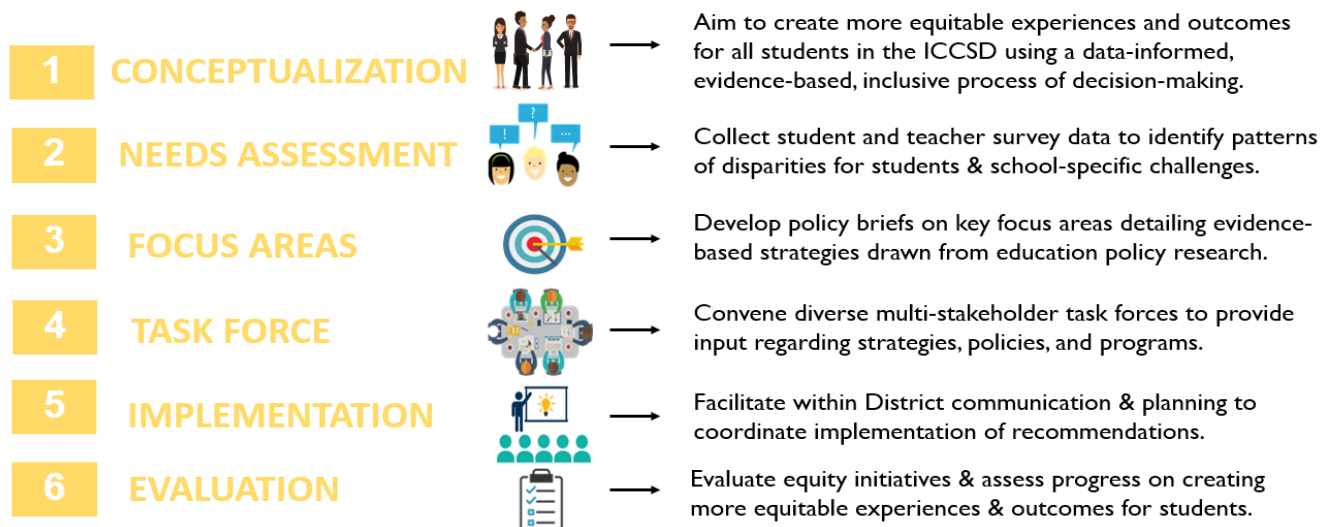 1 CONCEPTUALIZATION
Aim to create more equitable experiences and outcomes
for all students in the ICCSD using a data-informed,
evidence-based, inclusive process of decision-making.
2 NEEDS ASSESSMENT
! ? ...
Collect student and teacher survey data to identify patterns
of disparities for students & school-specific challenges.
3 FOCUS AREAS
Develop policy briefs on key focus areas detailing evidence-
based strategies drawn from education policy research.
4 TASK FORCE
Convene diverse multi-stakeholder task forces to provide
input regarding strategies, policies, and programs.
5 IMPLEMENTATION
Facilitate within District communication & planning to
coordinate implementation of recommendations.
6 EVALUATION
Evaluate equity initiatives & assess progress on creating
more equitable experiences & outcomes for students.